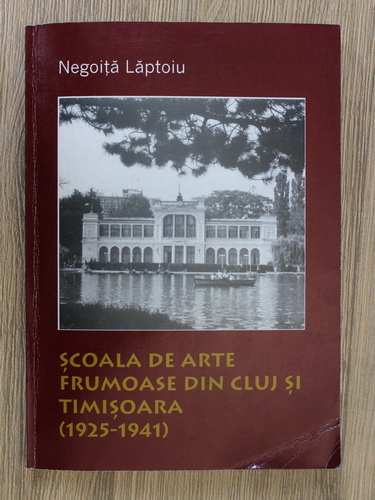 Negoiță Lăptoiu
ȘCOALA DE ARTE
FRUMOASE DIN CLUJ ȘI
TIMIȘOARA
(1925-1941)